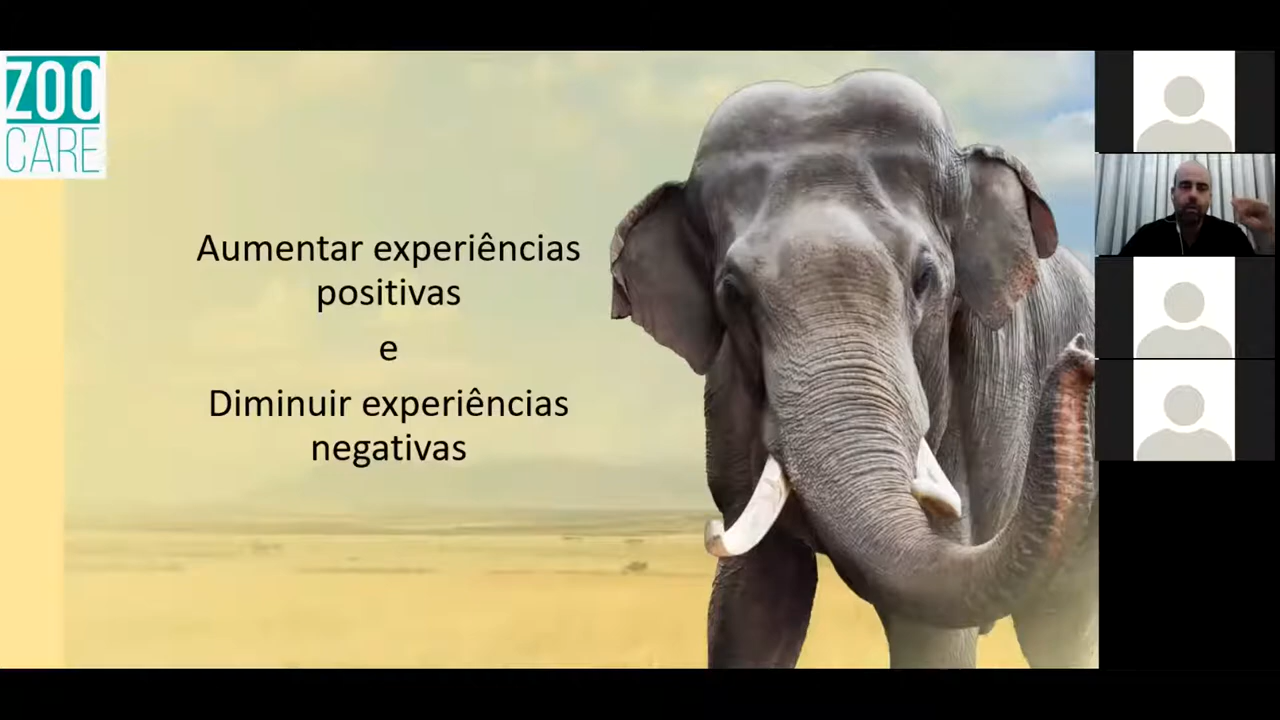 ZOO
CARE
Aumentar experiências
positivas
e
Diminuir experiências
negativas